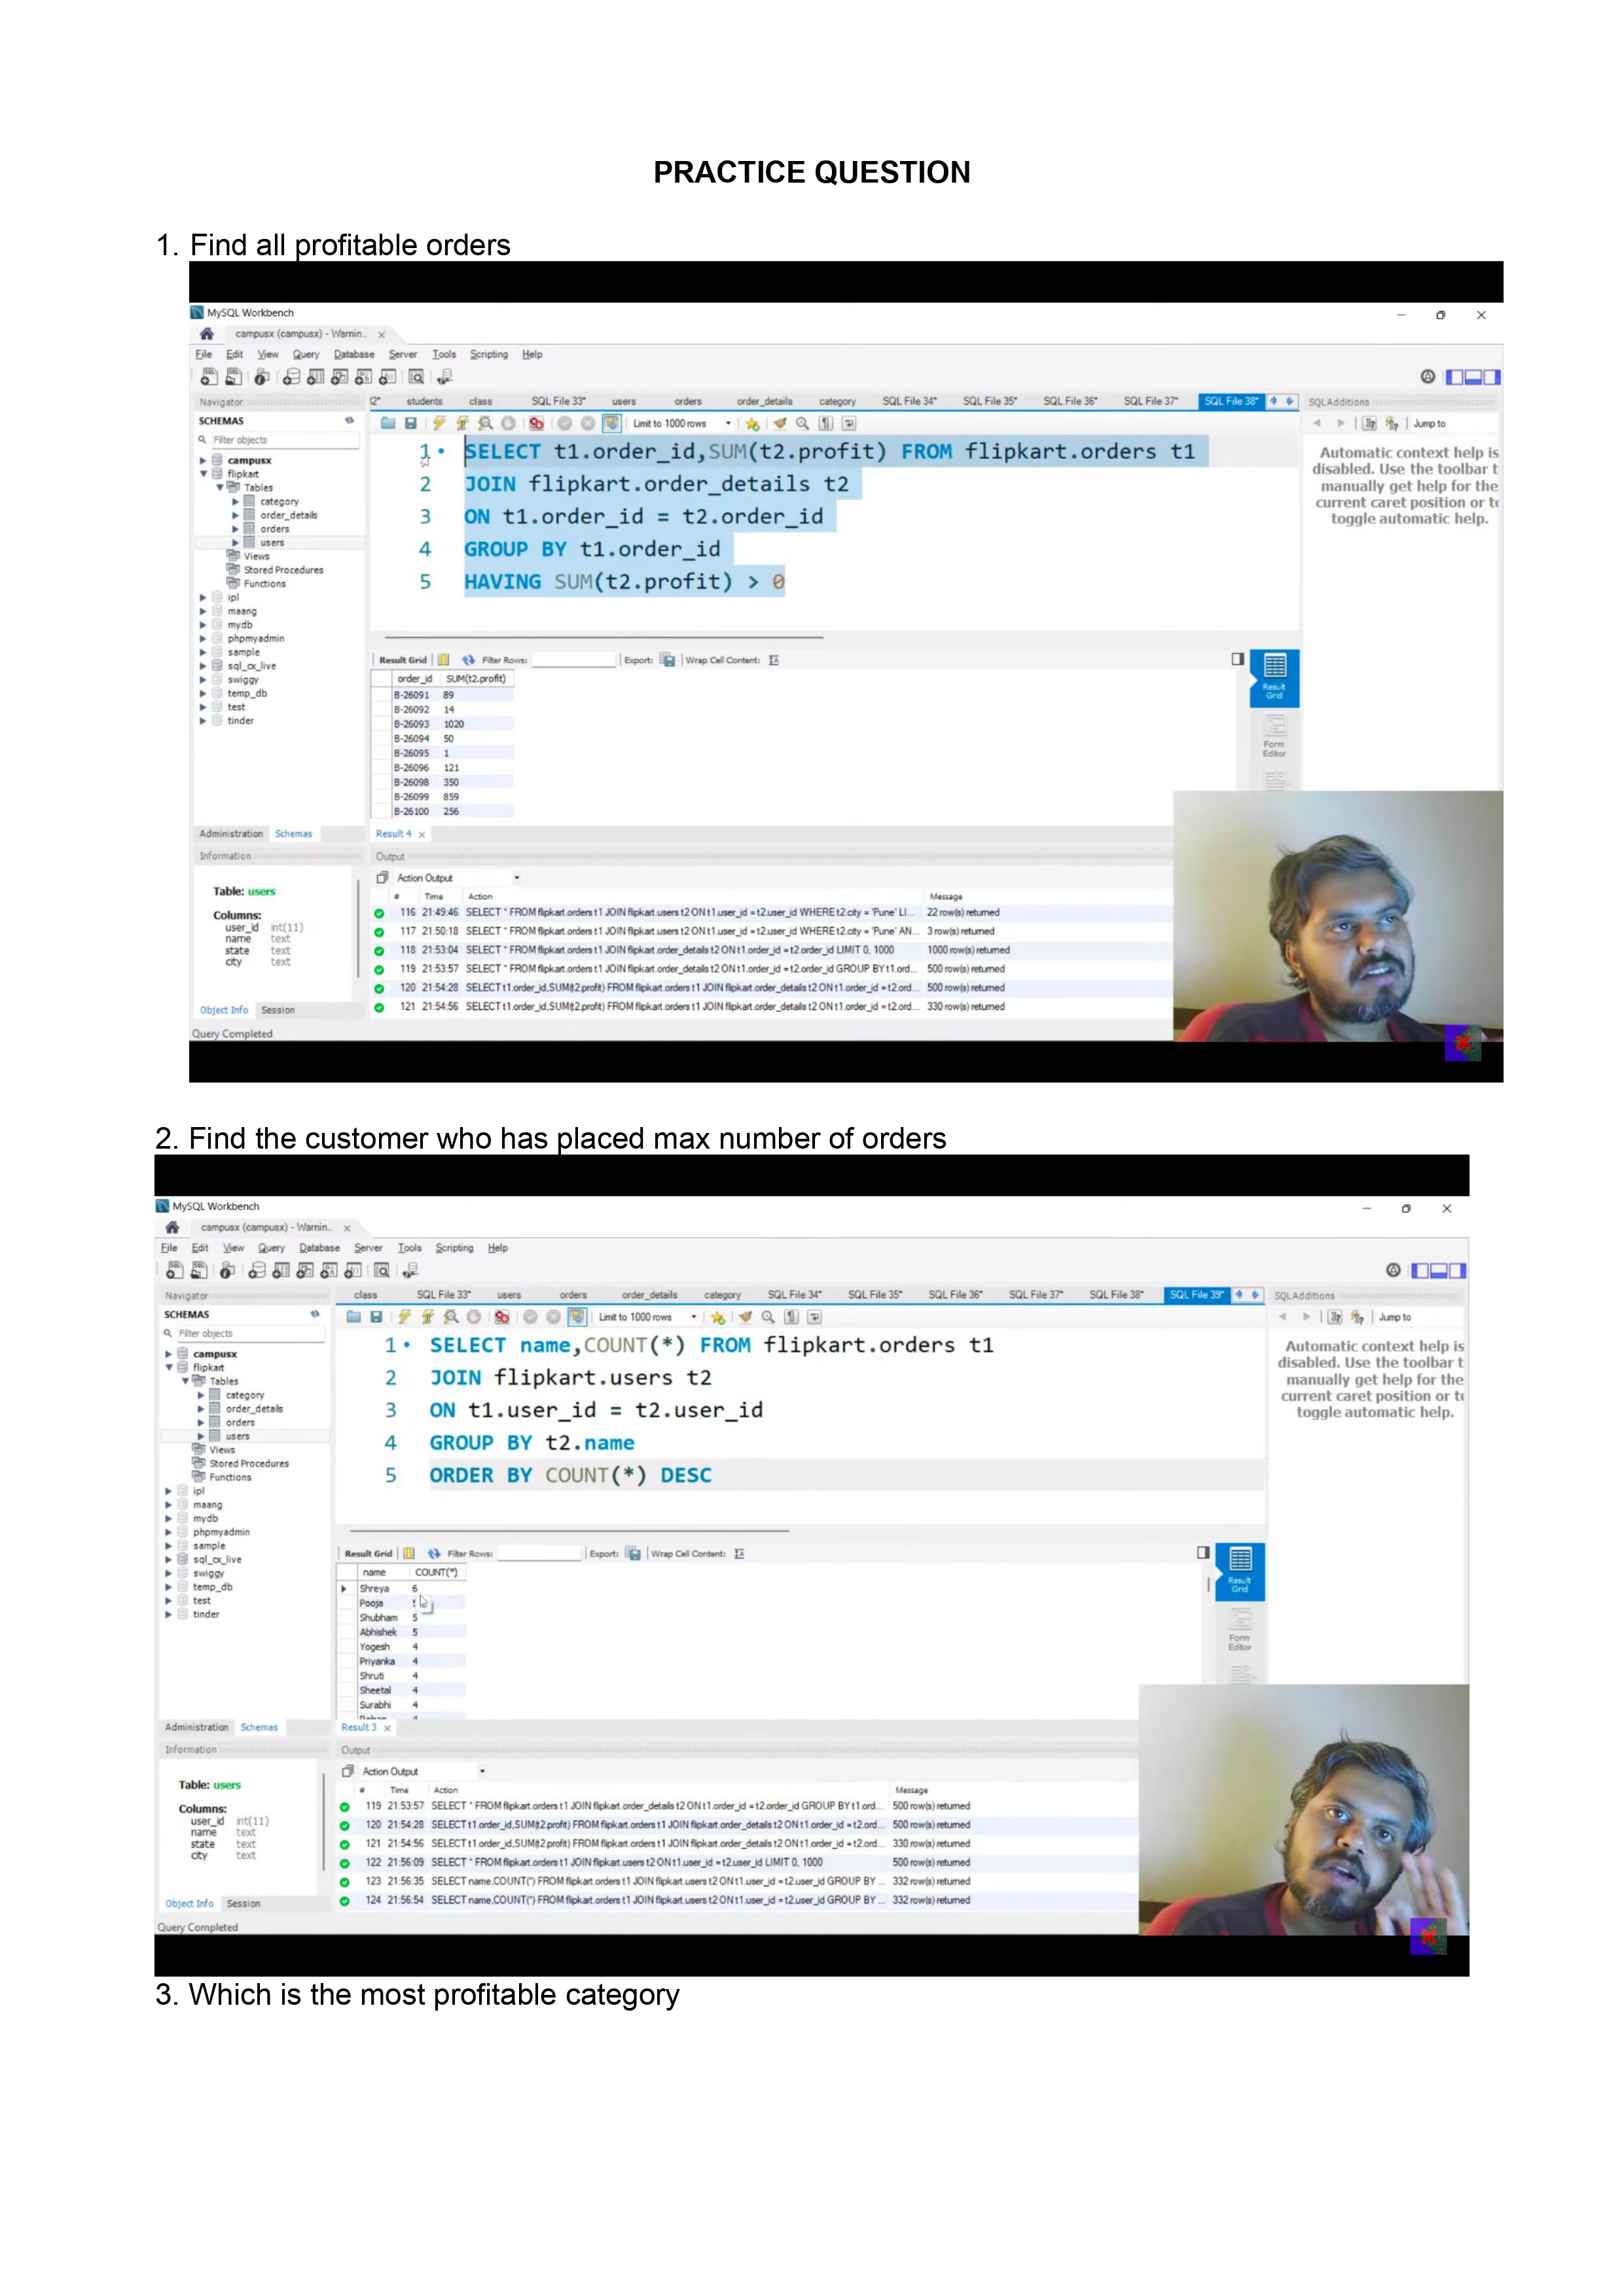 PRACTICE QUESTION
1. Find all profitable orders
MySQL Workbench
campusx (campusx) - Warnin..
File Edit View Query Database Server Tools Scripting Help
Navigator
t2* students class SQL File 33* users orders order_details category SQL File 34* SQL File 35* SQL File 36* SQL File 37* SQL File 38* SQLAdditions
SCHEMAS
Limit to 1000 rows
Jump to
Filter objects
campusx
flipkart
Tables
category
order_details
orders
users
Views
Stored Procedures
Functions
ipl
maang
mydb
phpmyadmin
sample
sql_cx_live
swiggy
temp_db
test
tinder
1 SELECT t1.order_id,SUM(t2.profit) FROM flipkart.orders t1
2 JOIN flipkart.order_details t2
3 ON t1.order_id = t2.order_id
4 GROUP BY t1.order_id
5 HAVING SUM(t2.profit) > 0
Automatic context help is
disabled. Use the toolbar t
manually get help for the
current caret position or to
toggle automatic help.
Result Grid Filter Rows: Export: Wrap Cell Content:
order_id SUM(t2.profit)
B-26091 89
B-26092 14
B-26093 1020
B-26094 50
B-26095 1
B-26096 121
B-26098 350
B-26099 859
B-26100 256
Result
Grid
Form
Editor
Administration Schemas
Result 4
Information
Output
Action Output
Table: users
Columns:
user_id int(11)
name text
state text
city text
# Time Action Message
116 21:49:46 SELECT * FROM flipkart.orders t1 JOIN flipkart.users t2 ON t1.user_id = t2.user_id WHERE t2.city = 'Pune' LI... 22 row(s) returned
117 21:50:18 SELECT * FROM flipkart.orders t1 JOIN flipkart.users t2 ON t1.user_id = t2.user_id WHERE t2.city = 'Pune' AN... 3 row(s) returned
118 21:53:04 SELECT * FROM flipkart.orders t1 JOIN flipkart.order_details t2 ON t1.order_id = t2.order_id LIMIT 0, 1000 1000 row(s) returned
119 21:53:57 SELECT * FROM flipkart.orders t1 JOIN flipkart.order_details t2 ON t1.order_id = t2.order_id GROUP BY t1.ord... 500 row(s) returned
120 21:54:28 SELECT t1.order_id,SUM(t2.profit) FROM flipkart.orders t1 JOIN flipkart.order_details t2 ON t1.order_id = t2.ord... 500 row(s) returned
121 21:54:56 SELECT t1.order_id,SUM(t2.profit) FROM flipkart.orders t1 JOIN flipkart.order_details t2 ON t1.order_id = t2.ord... 330 row(s) returned
Object Info Session
Query Completed
2. Find the customer who has placed max number of orders
MySQL Workbench
campusx (campusx) - Warnin..
File Edit View Query Database Server Tools Scripting Help
Navigator
class SQL File 33* users orders order_details category SQL File 34* SQL File 35* SQL File 36* SQL File 37* SQL File 38* SQL File 39* SQLAdditions
SCHEMAS
Limit to 1000 rows
Jump to
Filter objects
campusx
flipkart
Tables
category
order_details
orders
users
Views
Stored Procedures
Functions
ipl
maang
mydb
phpmyadmin
sample
sql_cx_live
swiggy
temp_db
test
tinder
1 SELECT name,COUNT(*) FROM flipkart.orders t1
2 JOIN flipkart.users t2
3 ON t1.user_id = t2.user_id
4 GROUP BY t2.name
5 ORDER BY COUNT(*) DESC
Automatic context help is
disabled. Use the toolbar t
manually get help for the
current caret position or to
toggle automatic help.
Result Grid Filter Rows: Export: Wrap Cell Content:
name COUNT(*)
Shreya 6
Pooja
Shubham 5
Abhishek 5
Yogesh 4
Priyanka 4
Shruti 4
Sheetal 4
Surabhi 4
Result
Grid
Form
Editor
Administration Schemas
Result 3
Information
Output
Action Output
Table: users
Columns:
user_id int(11)
name text
state text
city text
# Time Action Message
119 21:53:57 SELECT * FROM flipkart.orders t1 JOIN flipkart.order_details t2 ON t1.order_id = t2.order_id GROUP BY t1.ord... 500 row(s) returned
120 21:54:28 SELECT t1.order_id,SUM(t2.profit) FROM flipkart.orders t1 JOIN flipkart.order_details t2 ON t1.order_id = t2.ord... 500 row(s) returned
121 21:54:56 SELECT t1.order_id,SUM(t2.profit) FROM flipkart.orders t1 JOIN flipkart.order_details t2 ON t1.order_id = t2.ord... 330 row(s) returned
122 21:56:09 SELECT * FROM flipkart.orders t1 JOIN flipkart.users t2 ON t1.user_id = t2.user_id LIMIT 0, 1000 500 row(s) returned
123 21:56:35 SELECT name,COUNT(*) FROM flipkart.orders t1 JOIN flipkart.users t2 ON t1.user_id = t2.user_id GROUP BY ... 332 row(s) returned
124 21:56:54 SELECT name,COUNT(*) FROM flipkart.orders t1 JOIN flipkart.users t2 ON t1.user_id = t2.user_id GROUP BY ... 332 row(s) returned
Object Info Session
Query Completed
3. Which is the most profitable category